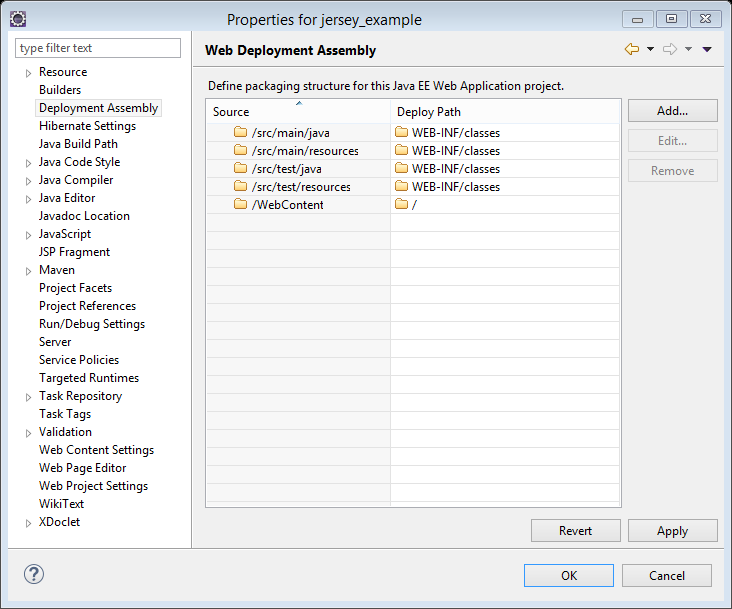 Properties for jersey_example
type filter text
Resource
Builders
Deployment Assembly
Hibernate Settings
Java Build Path
Java Code Style
Java Compiler
Java Editor
Javadoc Location
JavaScript
JSP Fragment
Maven
Project Facets
Project References
Run/Debug Settings
Server
Service Policies
Targeted Runtimes
Task Repository
Task Tags
Validation
Web Content Settings
Web Page Editor
Web Project Settings
WikiText
XDoclet
Web Deployment Assembly
Define packaging structure for this Java EE Web Application project.
Source Deploy Path
/src/main/java WEB-INF/classes
/src/main/resources WEB-INF/classes
/src/test/java WEB-INF/classes
/src/test/resources WEB-INF/classes
/WebContent /
Add...
Edit...
Remove
Revert Apply
? OK Cancel